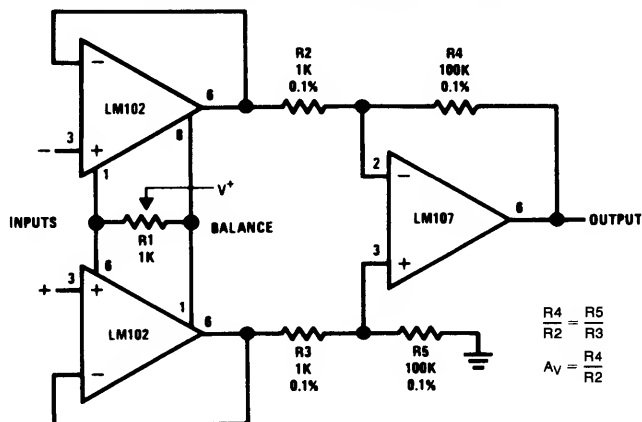 −
6
LM102
8
3
−
+
1
R2
1K
0.1%
R4
100K
0.1%
V+
INPUTS
R1
1K
BALANCE
2
−
LM107
6
OUTPUT
3
+
6
3
+
+
1
LM102
6
−
R3
1K
0.1%
R5
100K
0.1%
R4/R2 = R5/R3
AV = R4/R2